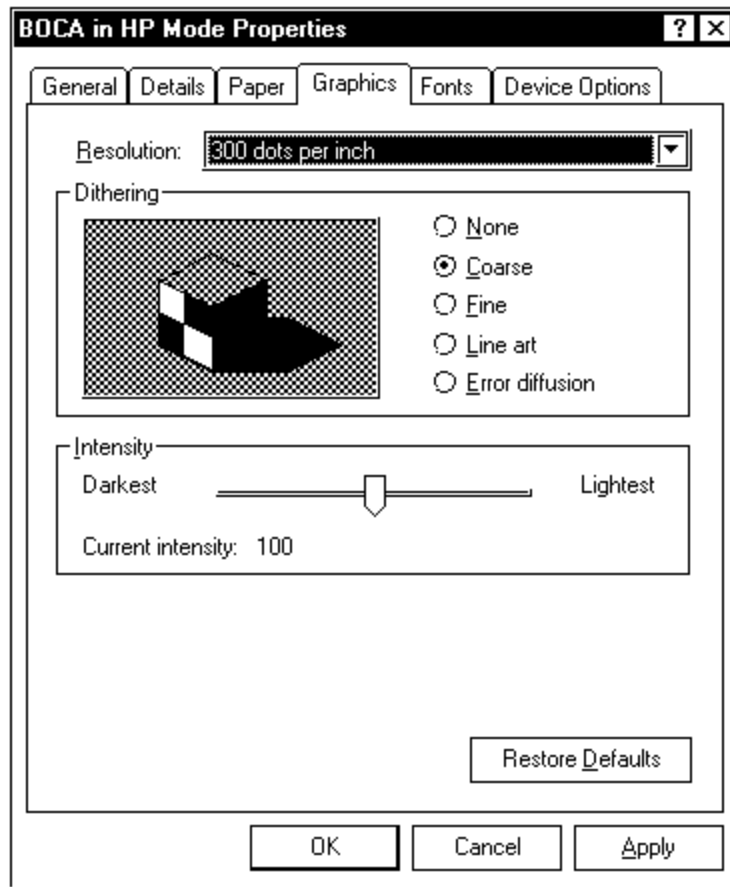 BOCA in HP Mode Properties
General Details Paper Graphics Fonts Device Options
Resolution: 300 dots per inch
Dithering
None
Coarse
Fine
Line art
Error diffusion
Intensity
Darkest Lightest
Current intensity: 100
Restore Defaults
OK Cancel Apply